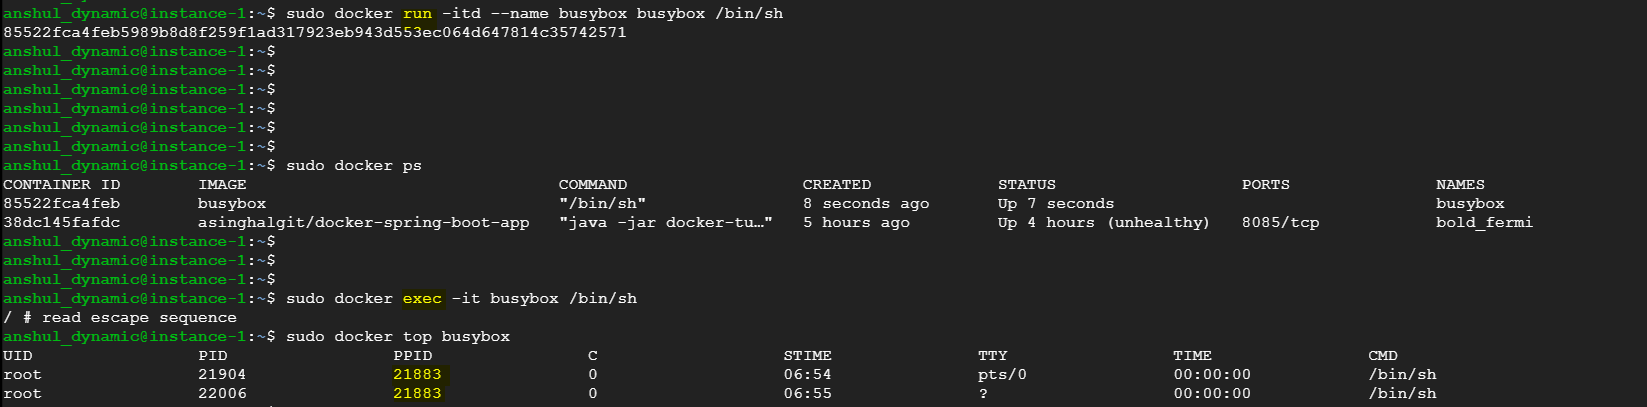 anshul_dynamic@instance-1:~$ sudo docker run -itd --name busybox busybox /bin/sh
85522fca4feb5989b8d8f259f1ad317923eb943d553ec064d647814c35742571
anshul_dynamic@instance-1:~$
anshul_dynamic@instance-1:~$
anshul_dynamic@instance-1:~$
anshul_dynamic@instance-1:~$
anshul_dynamic@instance-1:~$
anshul_dynamic@instance-1:~$
anshul_dynamic@instance-1:~$ sudo docker ps
CONTAINER ID IMAGE COMMAND CREATED STATUS PORTS NAMES
85522fca4feb busybox "/bin/sh" 8 seconds ago Up 7 seconds busybox
38dc145fafdc asinghalgit/docker-spring-boot-app "java -jar docker-tu…" 5 hours ago Up 4 hours (unhealthy) 8085/tcp bold_fermi
anshul_dynamic@instance-1:~$
anshul_dynamic@instance-1:~$
anshul_dynamic@instance-1:~$
anshul_dynamic@instance-1:~$ sudo docker exec -it busybox /bin/sh
/ # read escape sequence
anshul_dynamic@instance-1:~$ sudo docker top busybox
UID PID PPID C STIME TTY TIME CMD
root 21904 21883 0 06:54 pts/0 00:00:00 /bin/sh
root 22006 21883 0 06:55 ? 00:00:00 /bin/sh